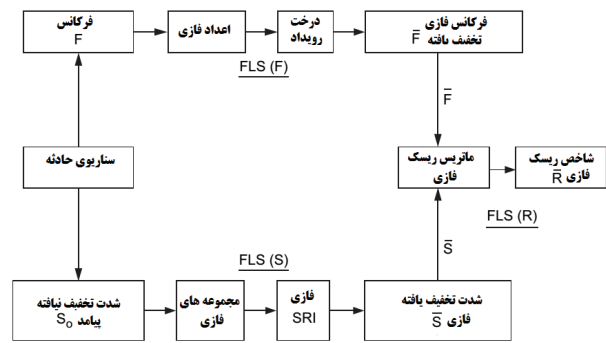 فرکانس
F
اعداد فازی
درخت
رویداد
فرکانس فازی
تخفیف یافته F̄
FLS (F)
F̄
سناریوی حادثه
ماتریس ریسک
فازی
شاخص ریسک
فازی R̄
FLS (R)
S̄
FLS (S)
شدت تخفیف نیافته
پیامد S₀
مجموعه های
فازی
فازی
SRI
شدت تخفیف یافته
فازی S̄